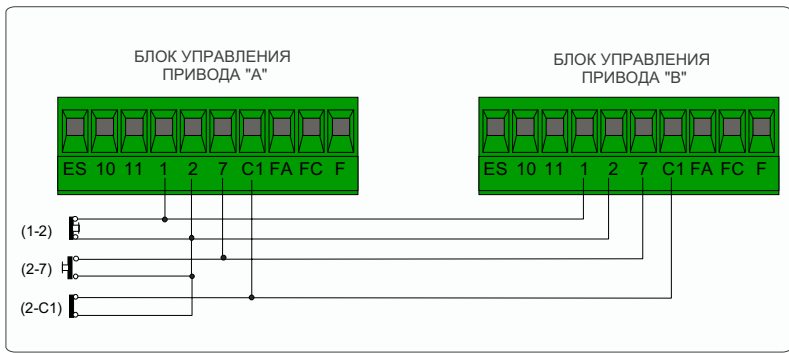 БЛОК УПРАВЛЕНИЯ
ПРИВОДА "А"
БЛОК УПРАВЛЕНИЯ
ПРИВОДА "В"
ES 10 11 1 2 7 C1 FA FC F
ES 10 11 1 2 7 C1 FA FC F
(1-2)
(2-7)
(2-C1)